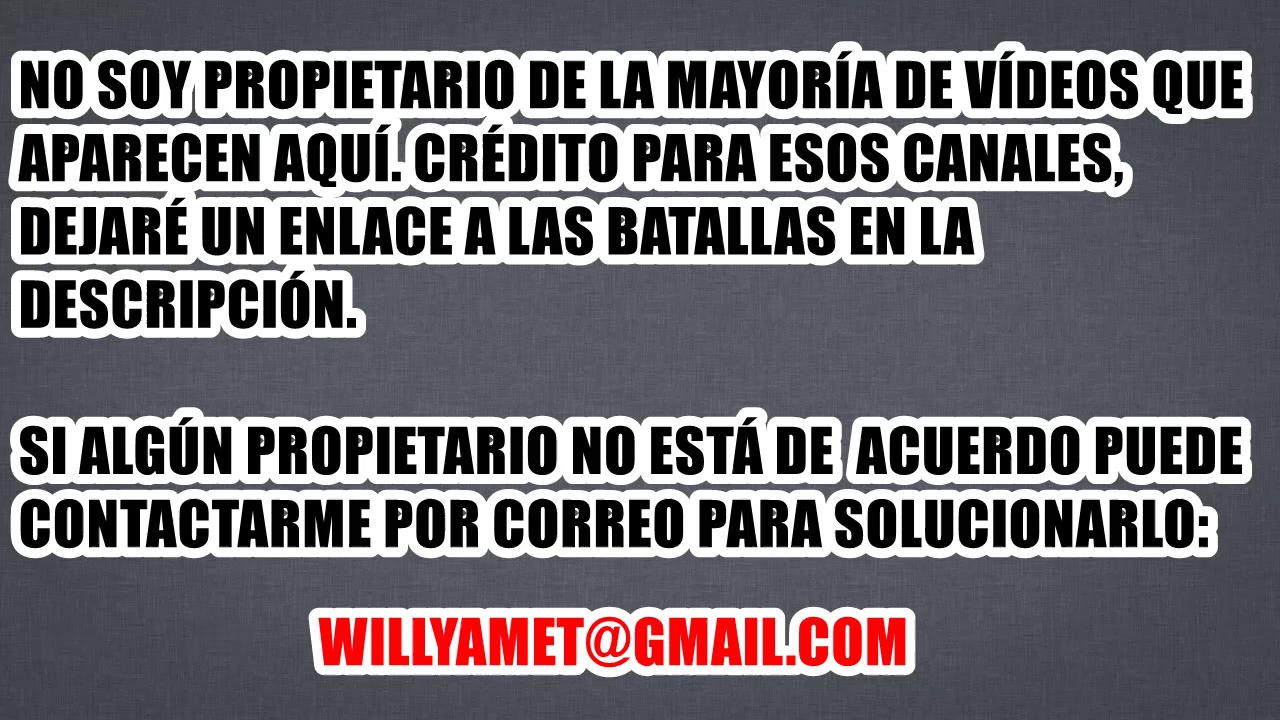 NO SOY PROPIETARIO DE LA MAYORÍA DE VÍDEOS QUE
APARECEN AQUÍ. CRÉDITO PARA ESOS CANALES,
DEJARÉ UN ENLACE A LAS BATALLAS EN LA
DESCRIPCIÓN.
SI ALGÚN PROPIETARIO NO ESTÁ DE ACUERDO PUEDE
CONTACTARME POR CORREO PARA SOLUCIONARLO:
WILLYAMET@GMAIL.COM